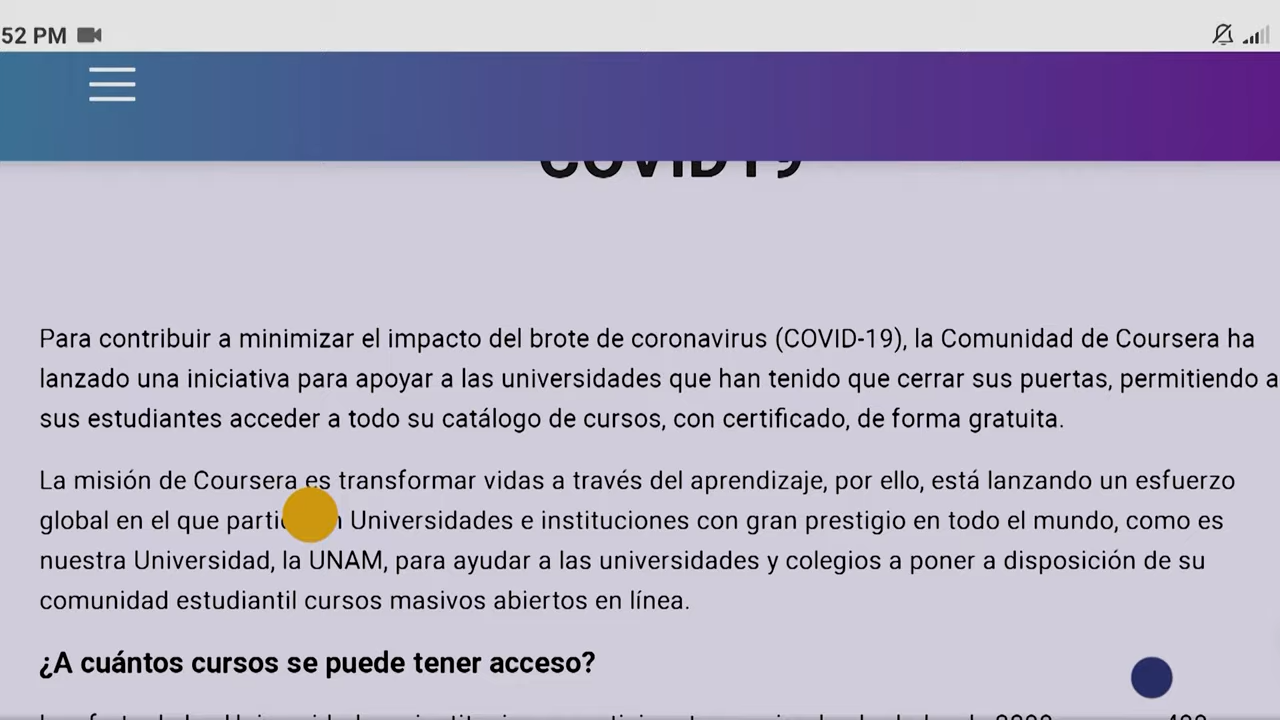 52 PM
COVID19
Para contribuir a minimizar el impacto del brote de coronavirus (COVID-19), la Comunidad de Coursera ha
lanzado una iniciativa para apoyar a las universidades que han tenido que cerrar sus puertas, permitiendo a
sus estudiantes acceder a todo su catálogo de cursos, con certificado, de forma gratuita.
La misión de Coursera es transformar vidas a través del aprendizaje, por ello, está lanzando un esfuerzo
global en el que Universidades e instituciones con gran prestigio en todo el mundo, como es
nuestra Universidad, la UNAM, para ayudar a las universidades y colegios a poner a disposición de su
comunidad estudiantil cursos masivos abiertos en línea.
¿A cuántos cursos se puede tener acceso?